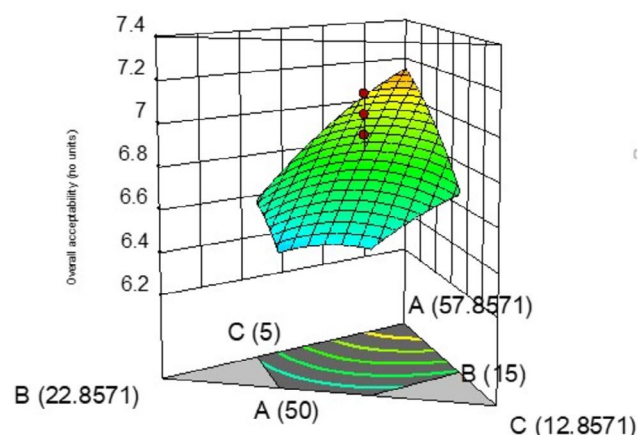 7.4
7.2
7
6.8
6.6
6.4
6.2
Overall acceptability (no units)
A (57.8571)
C (5)
B (15)
B (22.8571)
A (50)
C (12.8571)